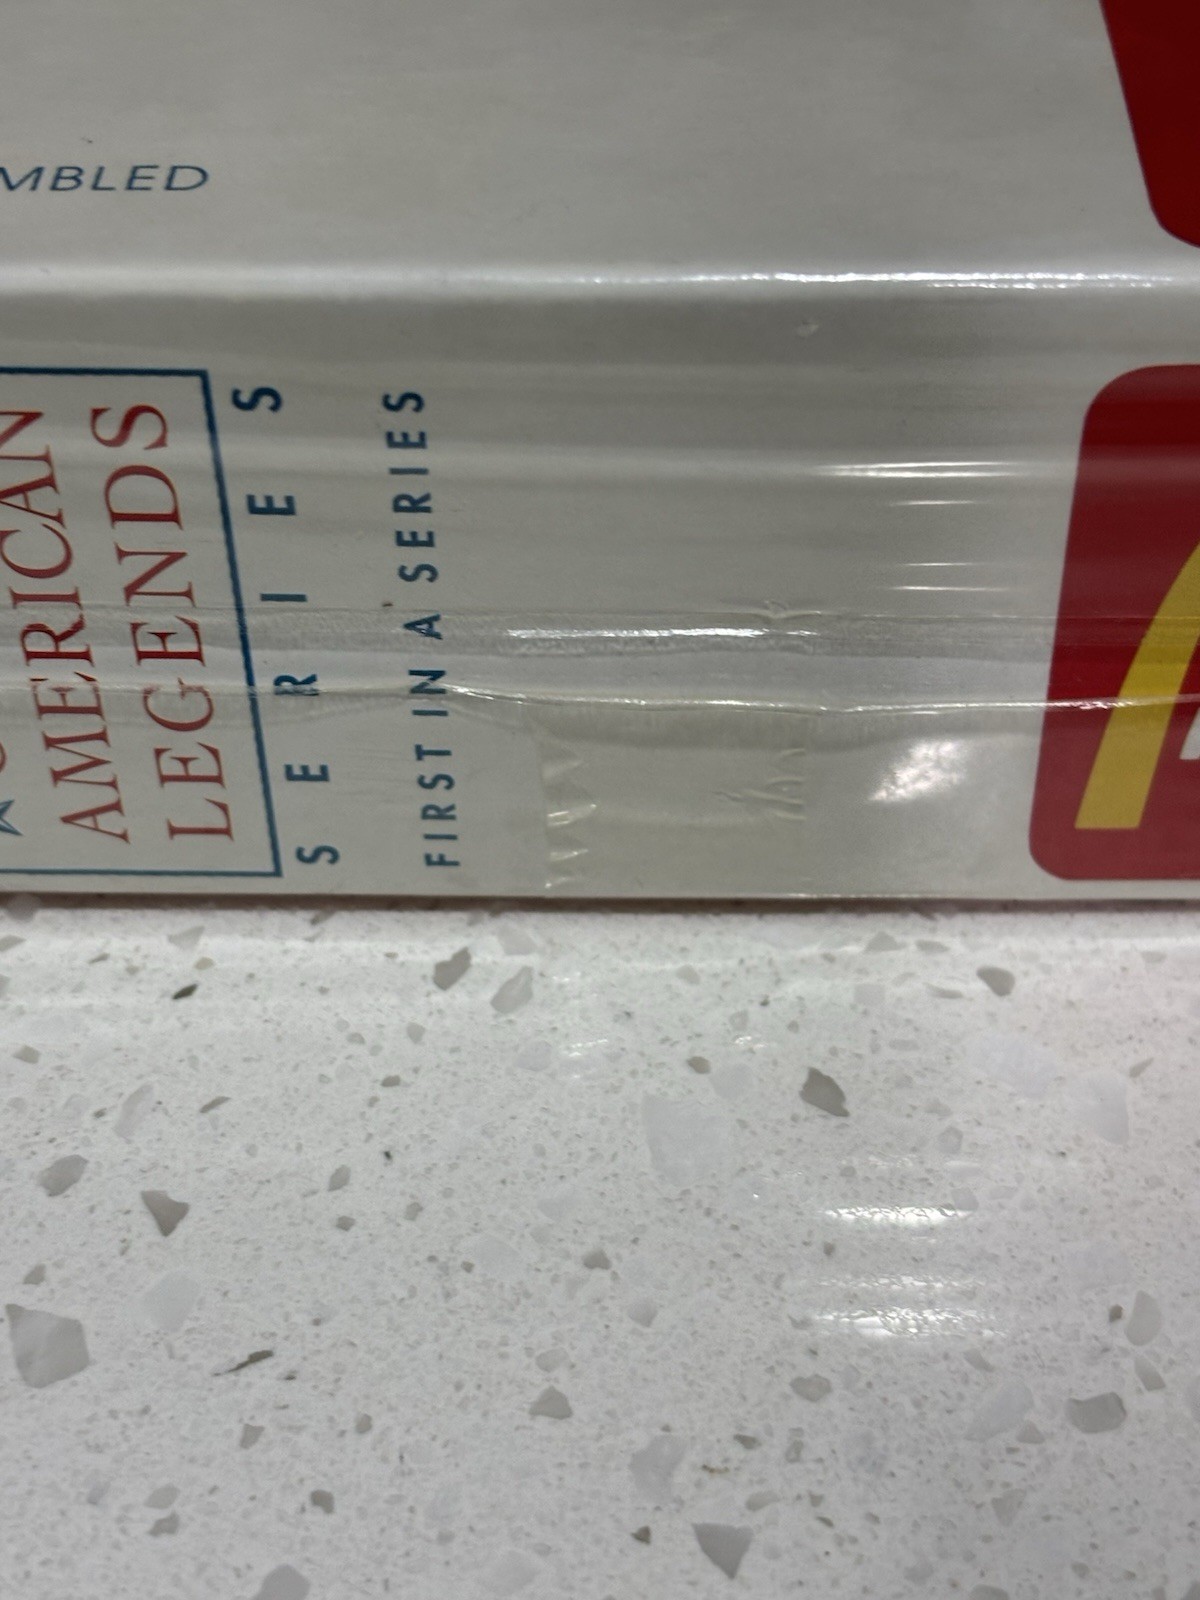 MBLED
AMERICAN
LEGENDS
SERIES
FIRST IN A SERIES